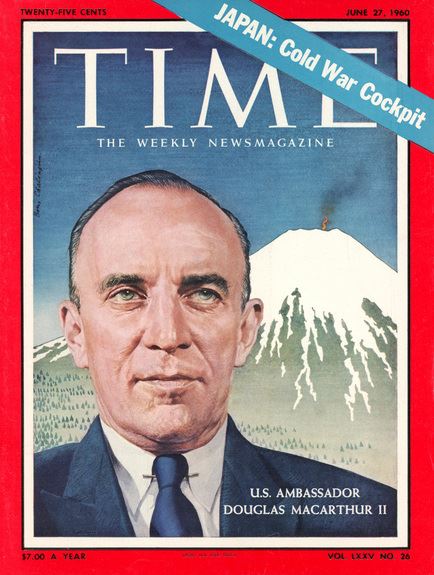 TWENTY-FIVE CENTS
JUNE 27, 1960
JAPAN: Cold War Cockpit
TIME
THE WEEKLY NEWSMAGAZINE
U.S. AMBASSADOR
DOUGLAS MACARTHUR II
$7.00 A YEAR
VOL. LXXV NO. 26